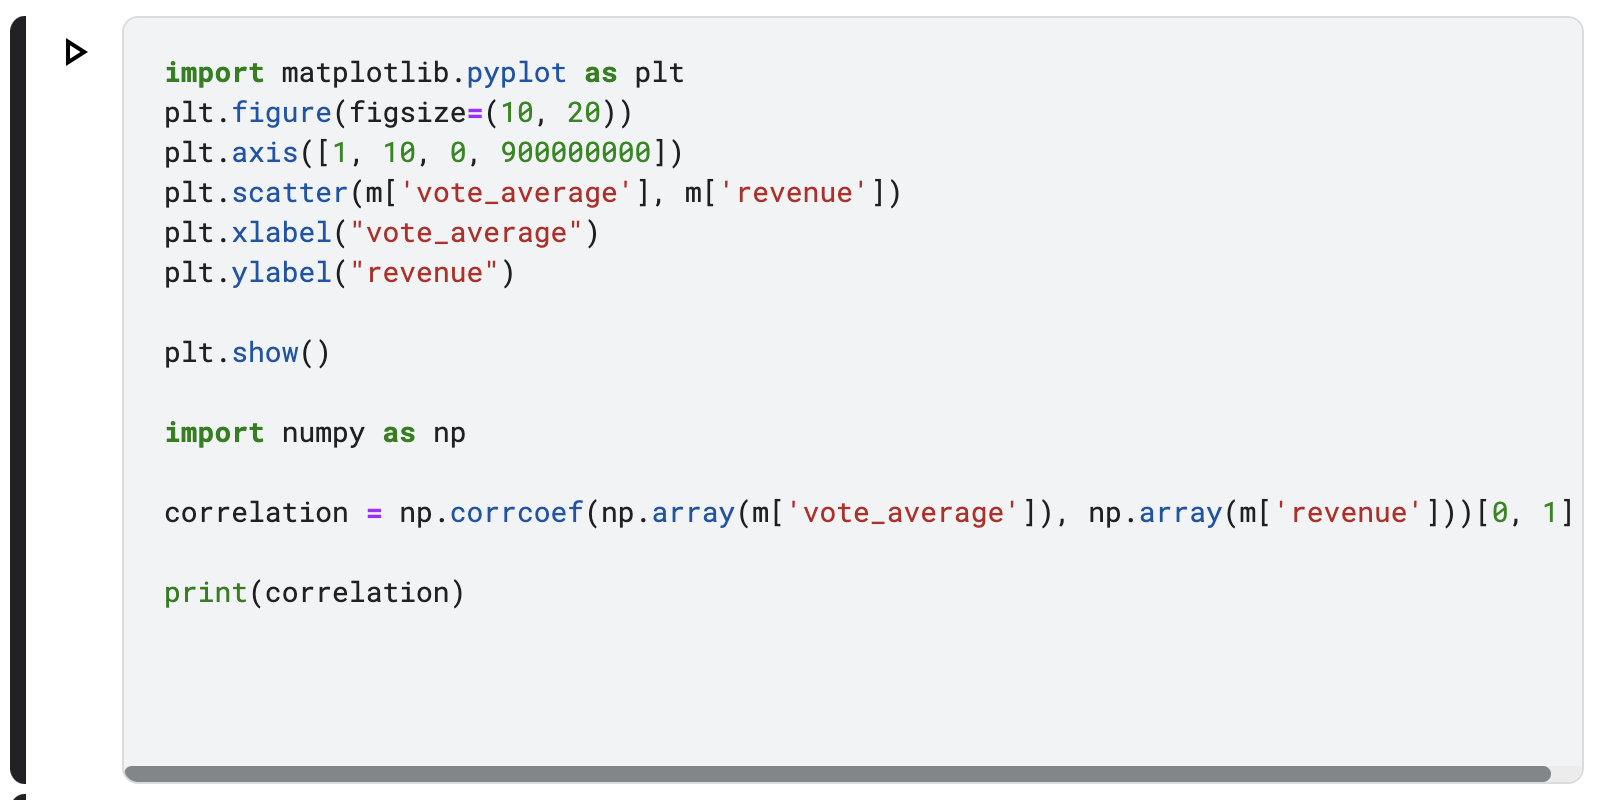 import matplotlib.pyplot as plt
plt.figure(figsize=(10, 20))
plt.axis([1, 10, 0, 900000000])
plt.scatter(m['vote_average'], m['revenue'])
plt.xlabel("vote_average")
plt.ylabel("revenue")
plt.show()
import numpy as np
correlation = np.corrcoef(np.array(m['vote_average']), np.array(m['revenue']))[0, 1]
print(correlation)